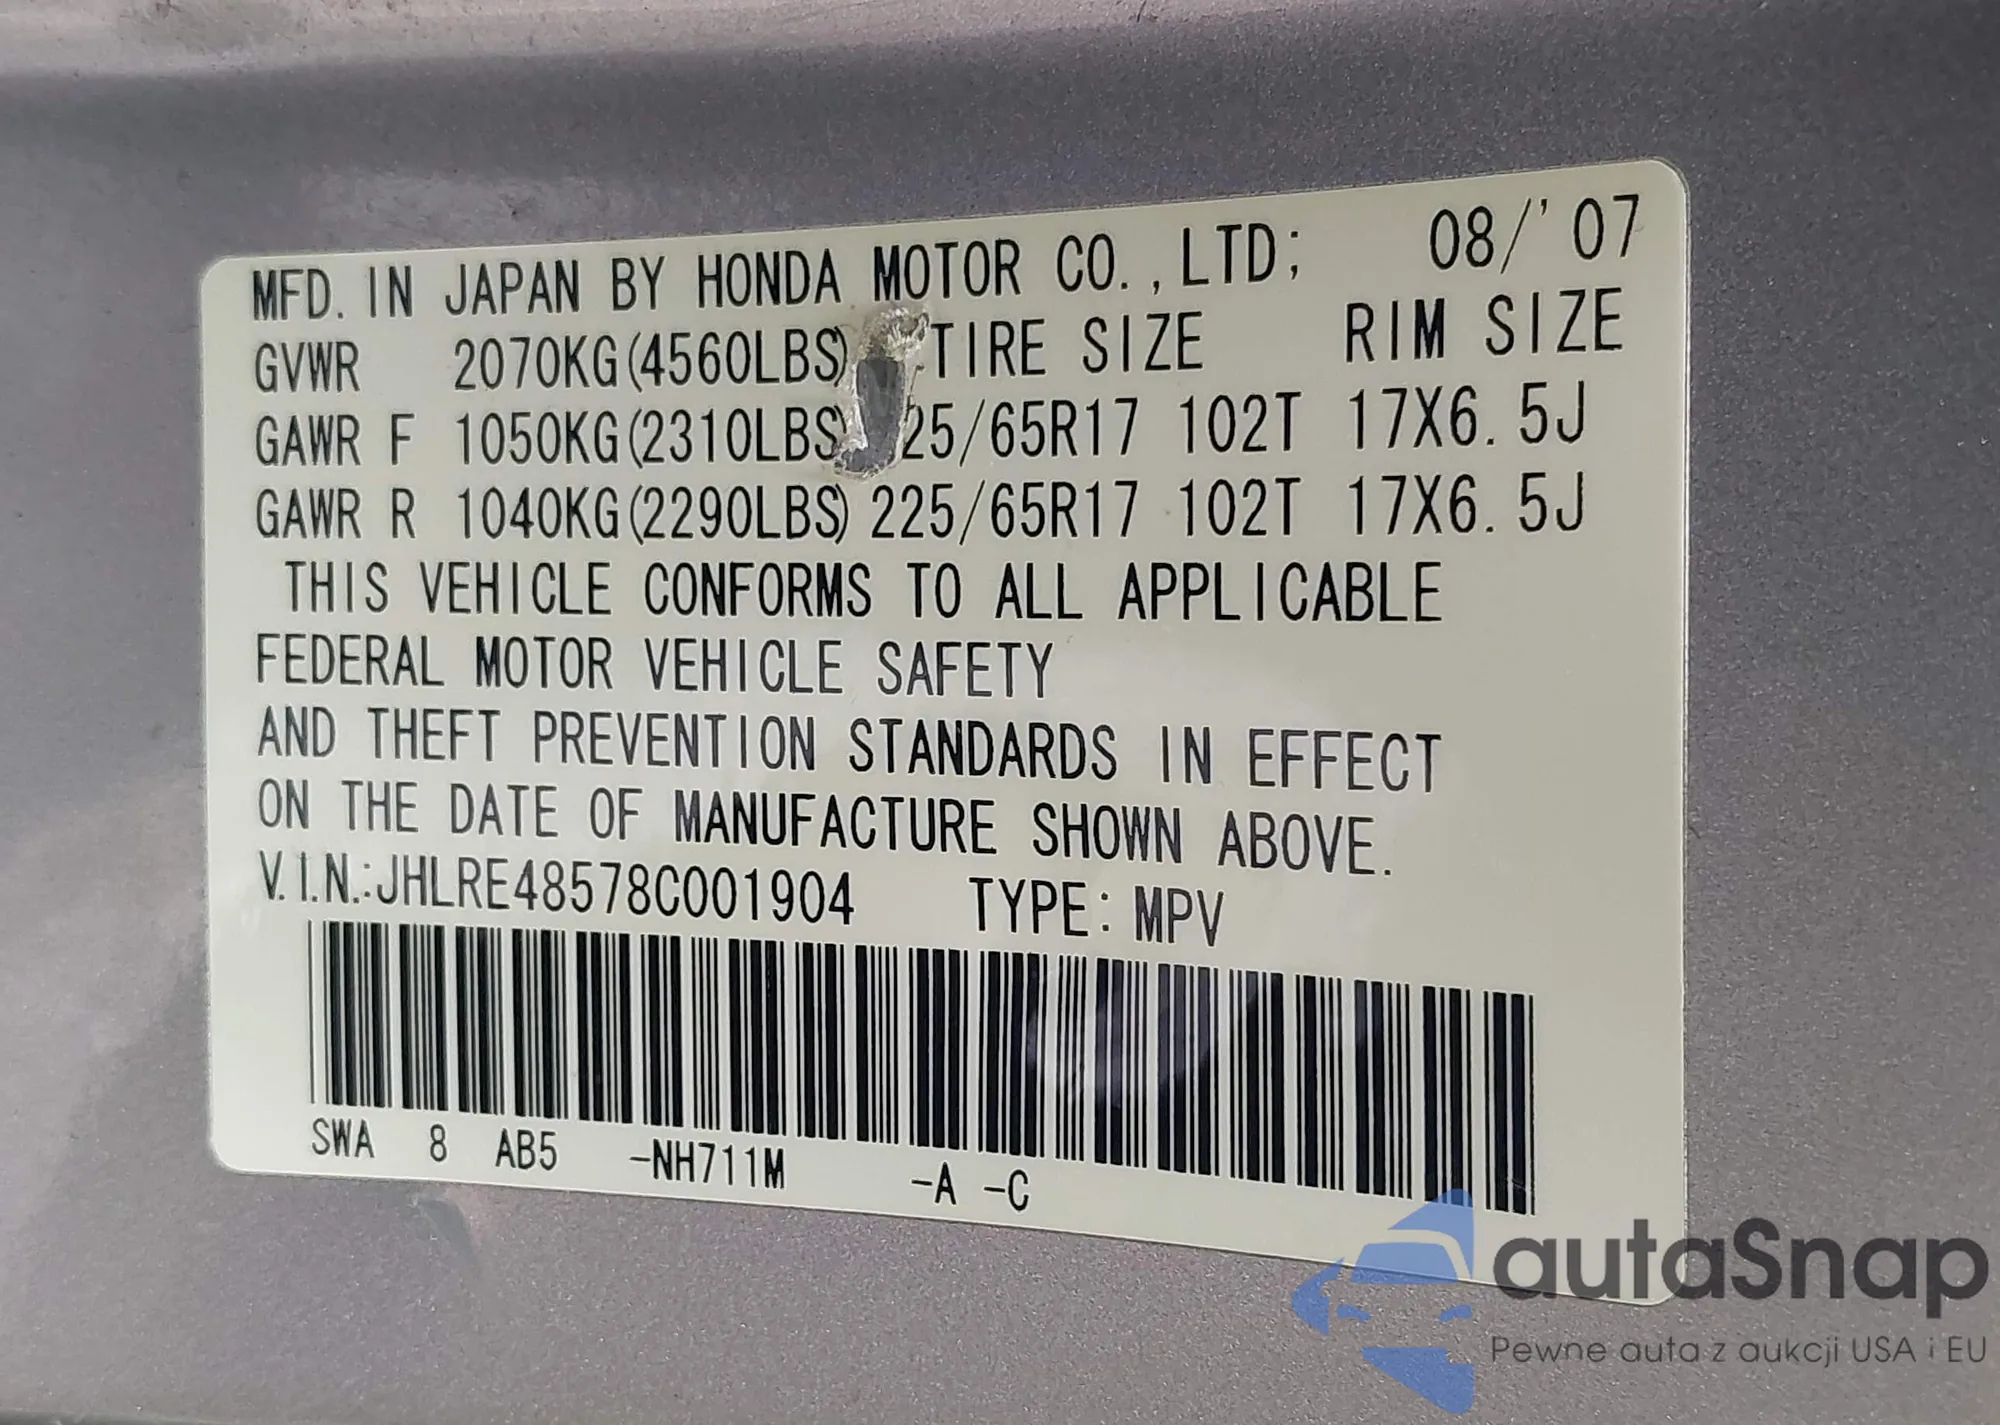 MFD. IN JAPAN BY HONDA MOTOR CO., LTD; 08/'07
GVWR 2070KG(4560LBS) TIRE SIZE RIM SIZE
GAWR F 1050KG(2310LBS) 25/65R17 102T 17X6.5J
GAWR R 1040KG(2290LBS) 225/65R17 102T 17X6.5J
THIS VEHICLE CONFORMS TO ALL APPLICABLE
FEDERAL MOTOR VEHICLE SAFETY
AND THEFT PREVENTION STANDARDS IN EFFECT
ON THE DATE OF MANUFACTURE SHOWN ABOVE.
V.I.N.:JHLRE48578C001904 TYPE: MPV
SWA 8 AB5 -NH711M -A -C
autaSnap
Pewne auta z aukcji USA i EU